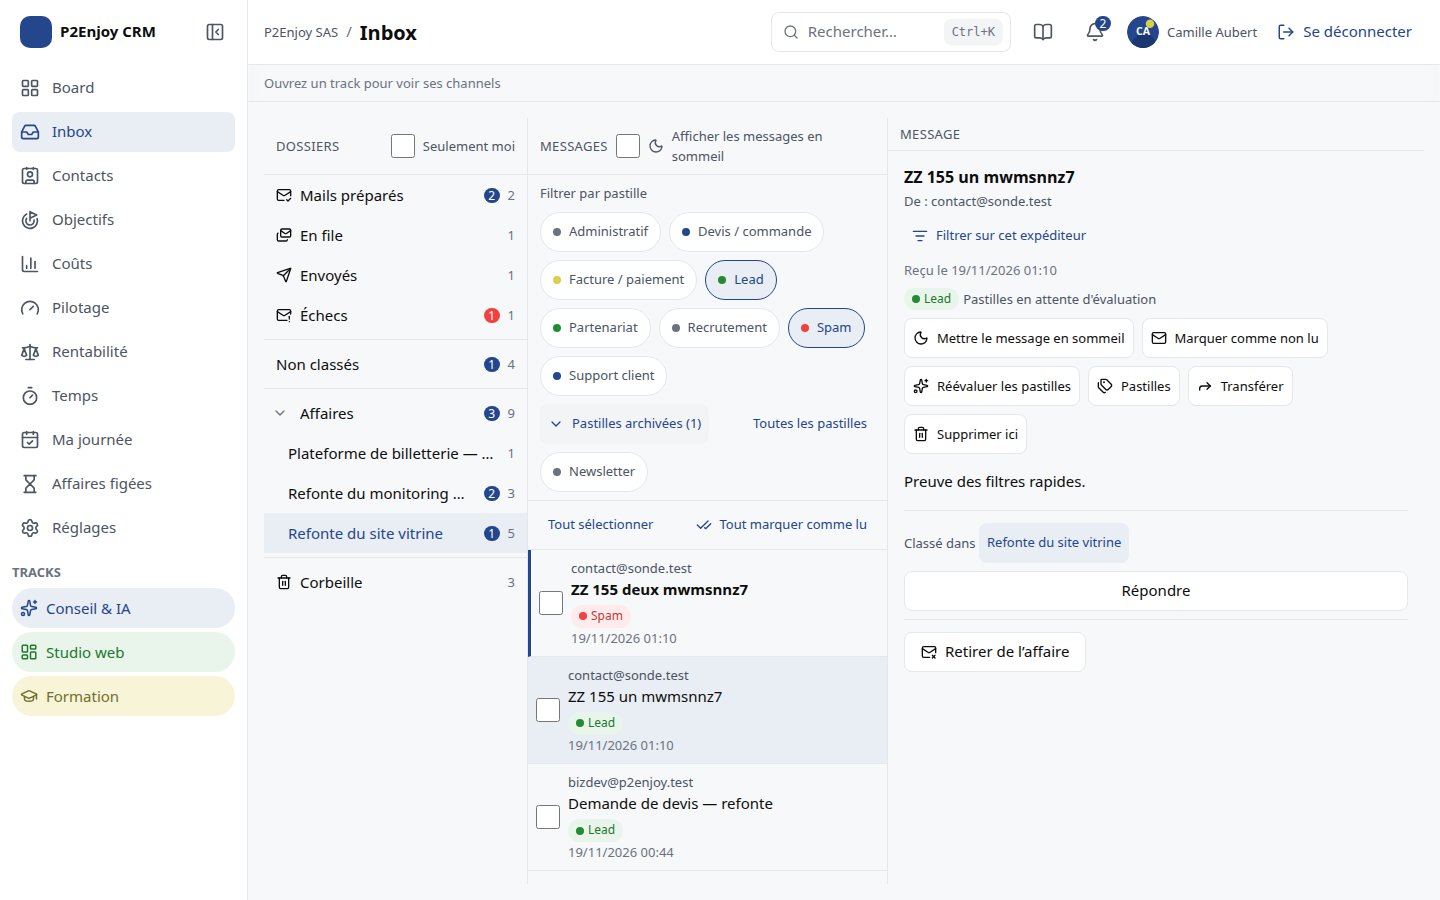 P2Enjoy CRM
Board
Inbox
Contacts
Objectifs
Coûts
Pilotage
Rentabilité
Temps
Ma journée
Affaires figées
Réglages
TRACKS
Conseil & IA
Studio web
Formation
P2Enjoy SAS / Inbox
Rechercher... Ctrl+K
2
CA
Camille Aubert
Se déconnecter
Ouvrez un track pour voir ses channels
DOSSIERS
Seulement moi
Mails préparés 2 2
En file 1
Envoyés 1
Échecs 1 1
Non classés 1 4
Affaires 3 9
Plateforme de billetterie — ... 1
Refonte du monitoring ... 2 3
Refonte du site vitrine 1 5
Corbeille 3
MESSAGES
Afficher les messages en
sommeil
Filtrer par pastille
Administratif
Devis / commande
Facture / paiement
Lead
Partenariat
Recrutement
Spam
Support client
Pastilles archivées (1)
Toutes les pastilles
Newsletter
Tout sélectionner
Tout marquer comme lu
contact@sonde.test
ZZ 155 deux mwmsnnz7
Spam
19/11/2026 01:10
contact@sonde.test
ZZ 155 un mwmsnnz7
Lead
19/11/2026 01:10
bizdev@p2enjoy.test
Demande de devis — refonte
Lead
19/11/2026 00:44
MESSAGE
ZZ 155 un mwmsnnz7
De : contact@sonde.test
Filtrer sur cet expéditeur
Reçu le 19/11/2026 01:10
Lead
Pastilles en attente d'évaluation
Mettre le message en sommeil
Marquer comme non lu
Réévaluer les pastilles
Pastilles
Transférer
Supprimer ici
Preuve des filtres rapides.
Classé dans Refonte du site vitrine
Répondre
Retirer de l’affaire